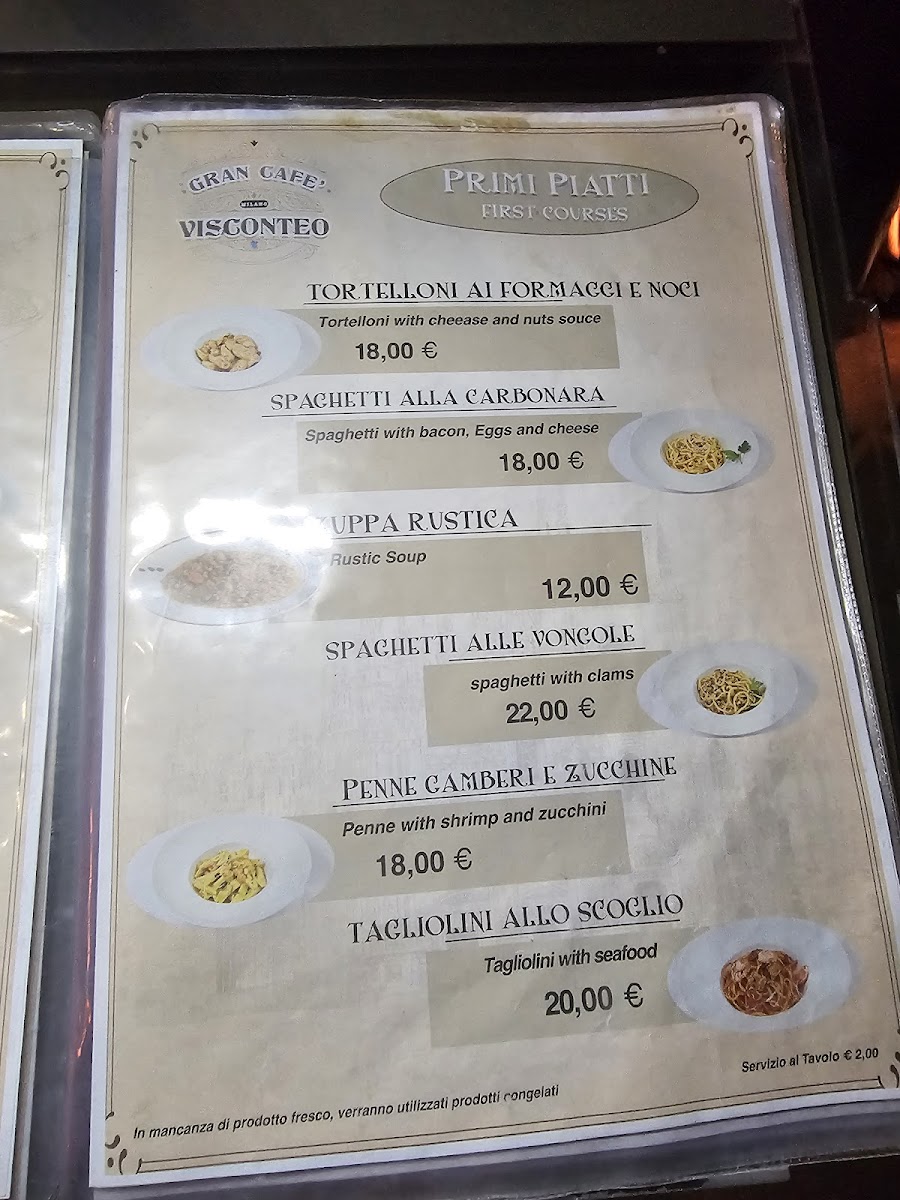 GRAN CAFE'
MILANO
VISCONTEO
PRIMI PIATTI
FIRST COURSES
TORTELLONI AI FORMAGGI E NOCI
Tortelloni with cheease and nuts souce
18,00 €
SPAGHETTI ALLA CARBONARA
Spaghetti with bacon, Eggs and cheese
18,00 €
ZUPPA RUSTICA
Rustic Soup
12,00 €
SPAGHETTI ALLE VONGOLE
spaghetti with clams
22,00 €
PENNE GAMBERI E ZUCCHINE
Penne with shrimp and zucchini
18,00 €
TAGLIOLINI ALLO SCOGLIO
Tagliolini with seafood
20,00 €
Servizio al Tavolo € 2,00
In mancanza di prodotto fresco, verranno utilizzati prodotti congelati